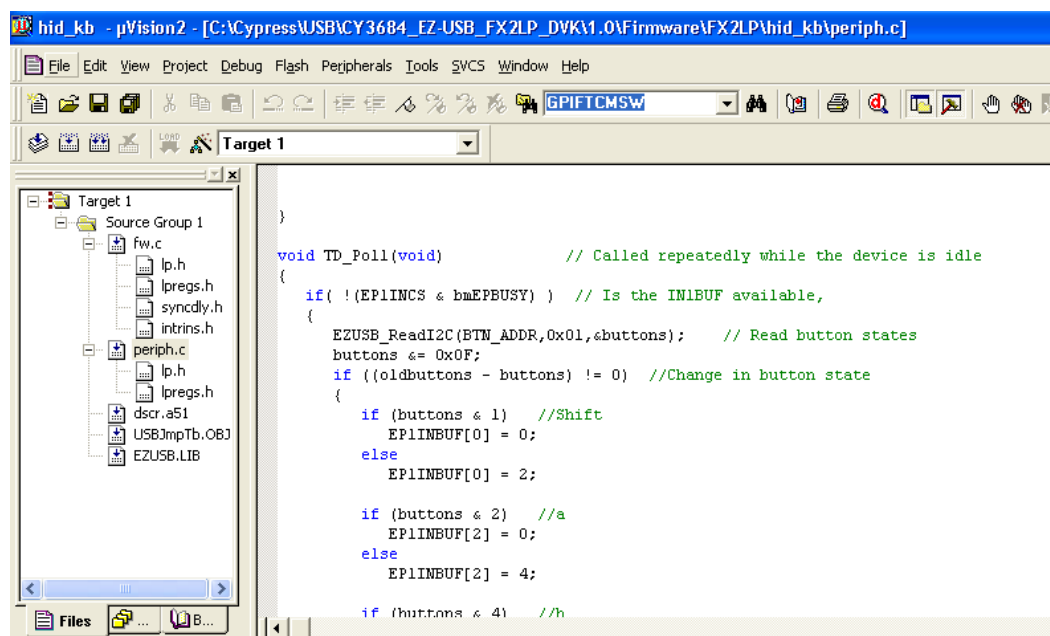 hid_kb - µVision2 - [C:\Cypress\USB\CY3684_EZ-USB_FX2LP_DVK\1.0\Firmware\FX2LP\hid_kb\periph.c]
File Edit View Project Debug Flash Peripherals Tools SVCS Window Help
GPIFTCMSW
LOAD Target 1
Target 1
Source Group 1
fw.c
lp.h
lpregs.h
syncdly.h
intrins.h
periph.c
lp.h
lpregs.h
dscr.a51
USBJmpTb.OBJ
EZUSB.LIB
Files ... B...
}
void TD_Poll(void) // Called repeatedly while the device is idle
{
if( !(EP1INCS & bmEPBUSY) ) // Is the IN1BUF available,
{
EZUSB_ReadI2C(BTN_ADDR,0x01,&buttons); // Read button states
buttons &= 0x0F;
if ((oldbuttons - buttons) != 0) //Change in button state
{
if (buttons & 1) //Shift
EP1INBUF[0] = 0;
else
EP1INBUF[0] = 2;
if (buttons & 2) //a
EP1INBUF[2] = 0;
else
EP1INBUF[2] = 4;
if (buttons & 4) //b